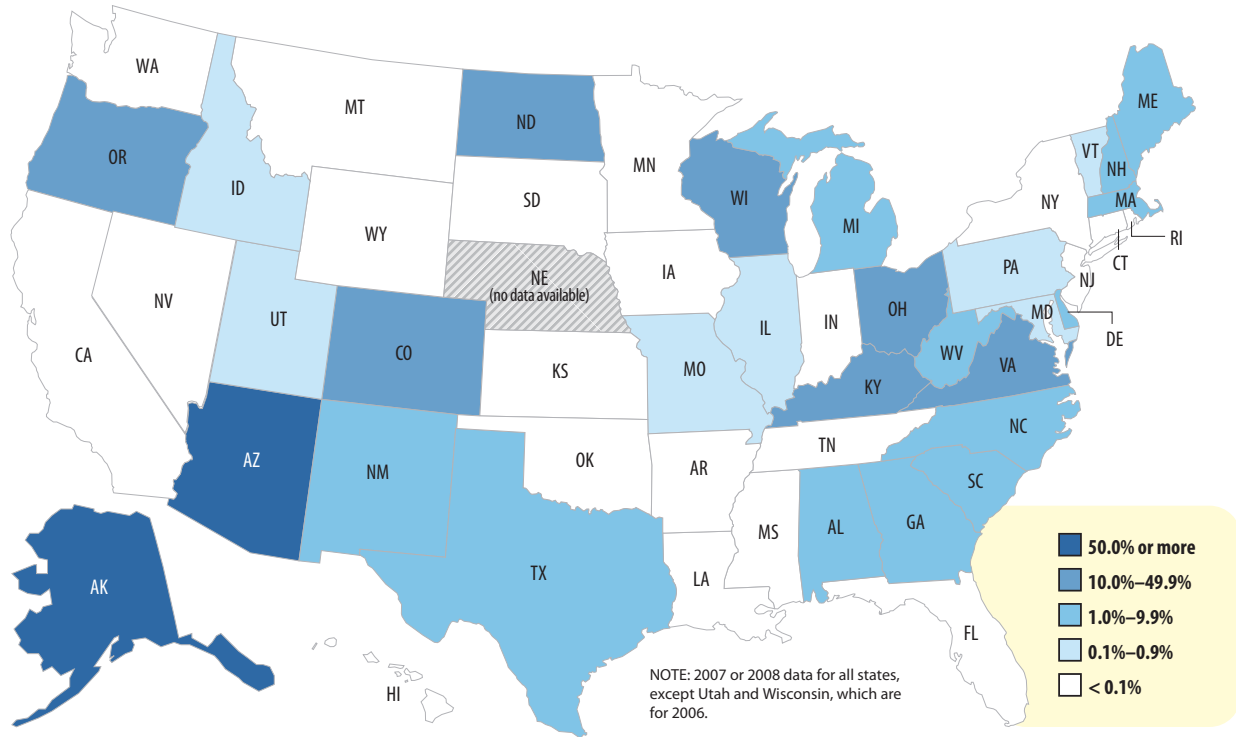 WA
MT
ND
MN
ME
OR
ID
SD
WI
VT
NH
WY
MI
NY
MA
RI
CT
NE
(no data available)
IA
PA
NJ
NV
UT
IL
IN
OH
MD
DE
CA
CO
KS
MO
WV
VA
KY
AZ
NM
OK
AR
TN
NC
SC
MS
AL
GA
TX
LA
AK
HI
FL
50.0% or more
10.0%–49.9%
1.0%–9.9%
0.1%–0.9%
< 0.1%
NOTE: 2007 or 2008 data for all states,
except Utah and Wisconsin, which are
for 2006.